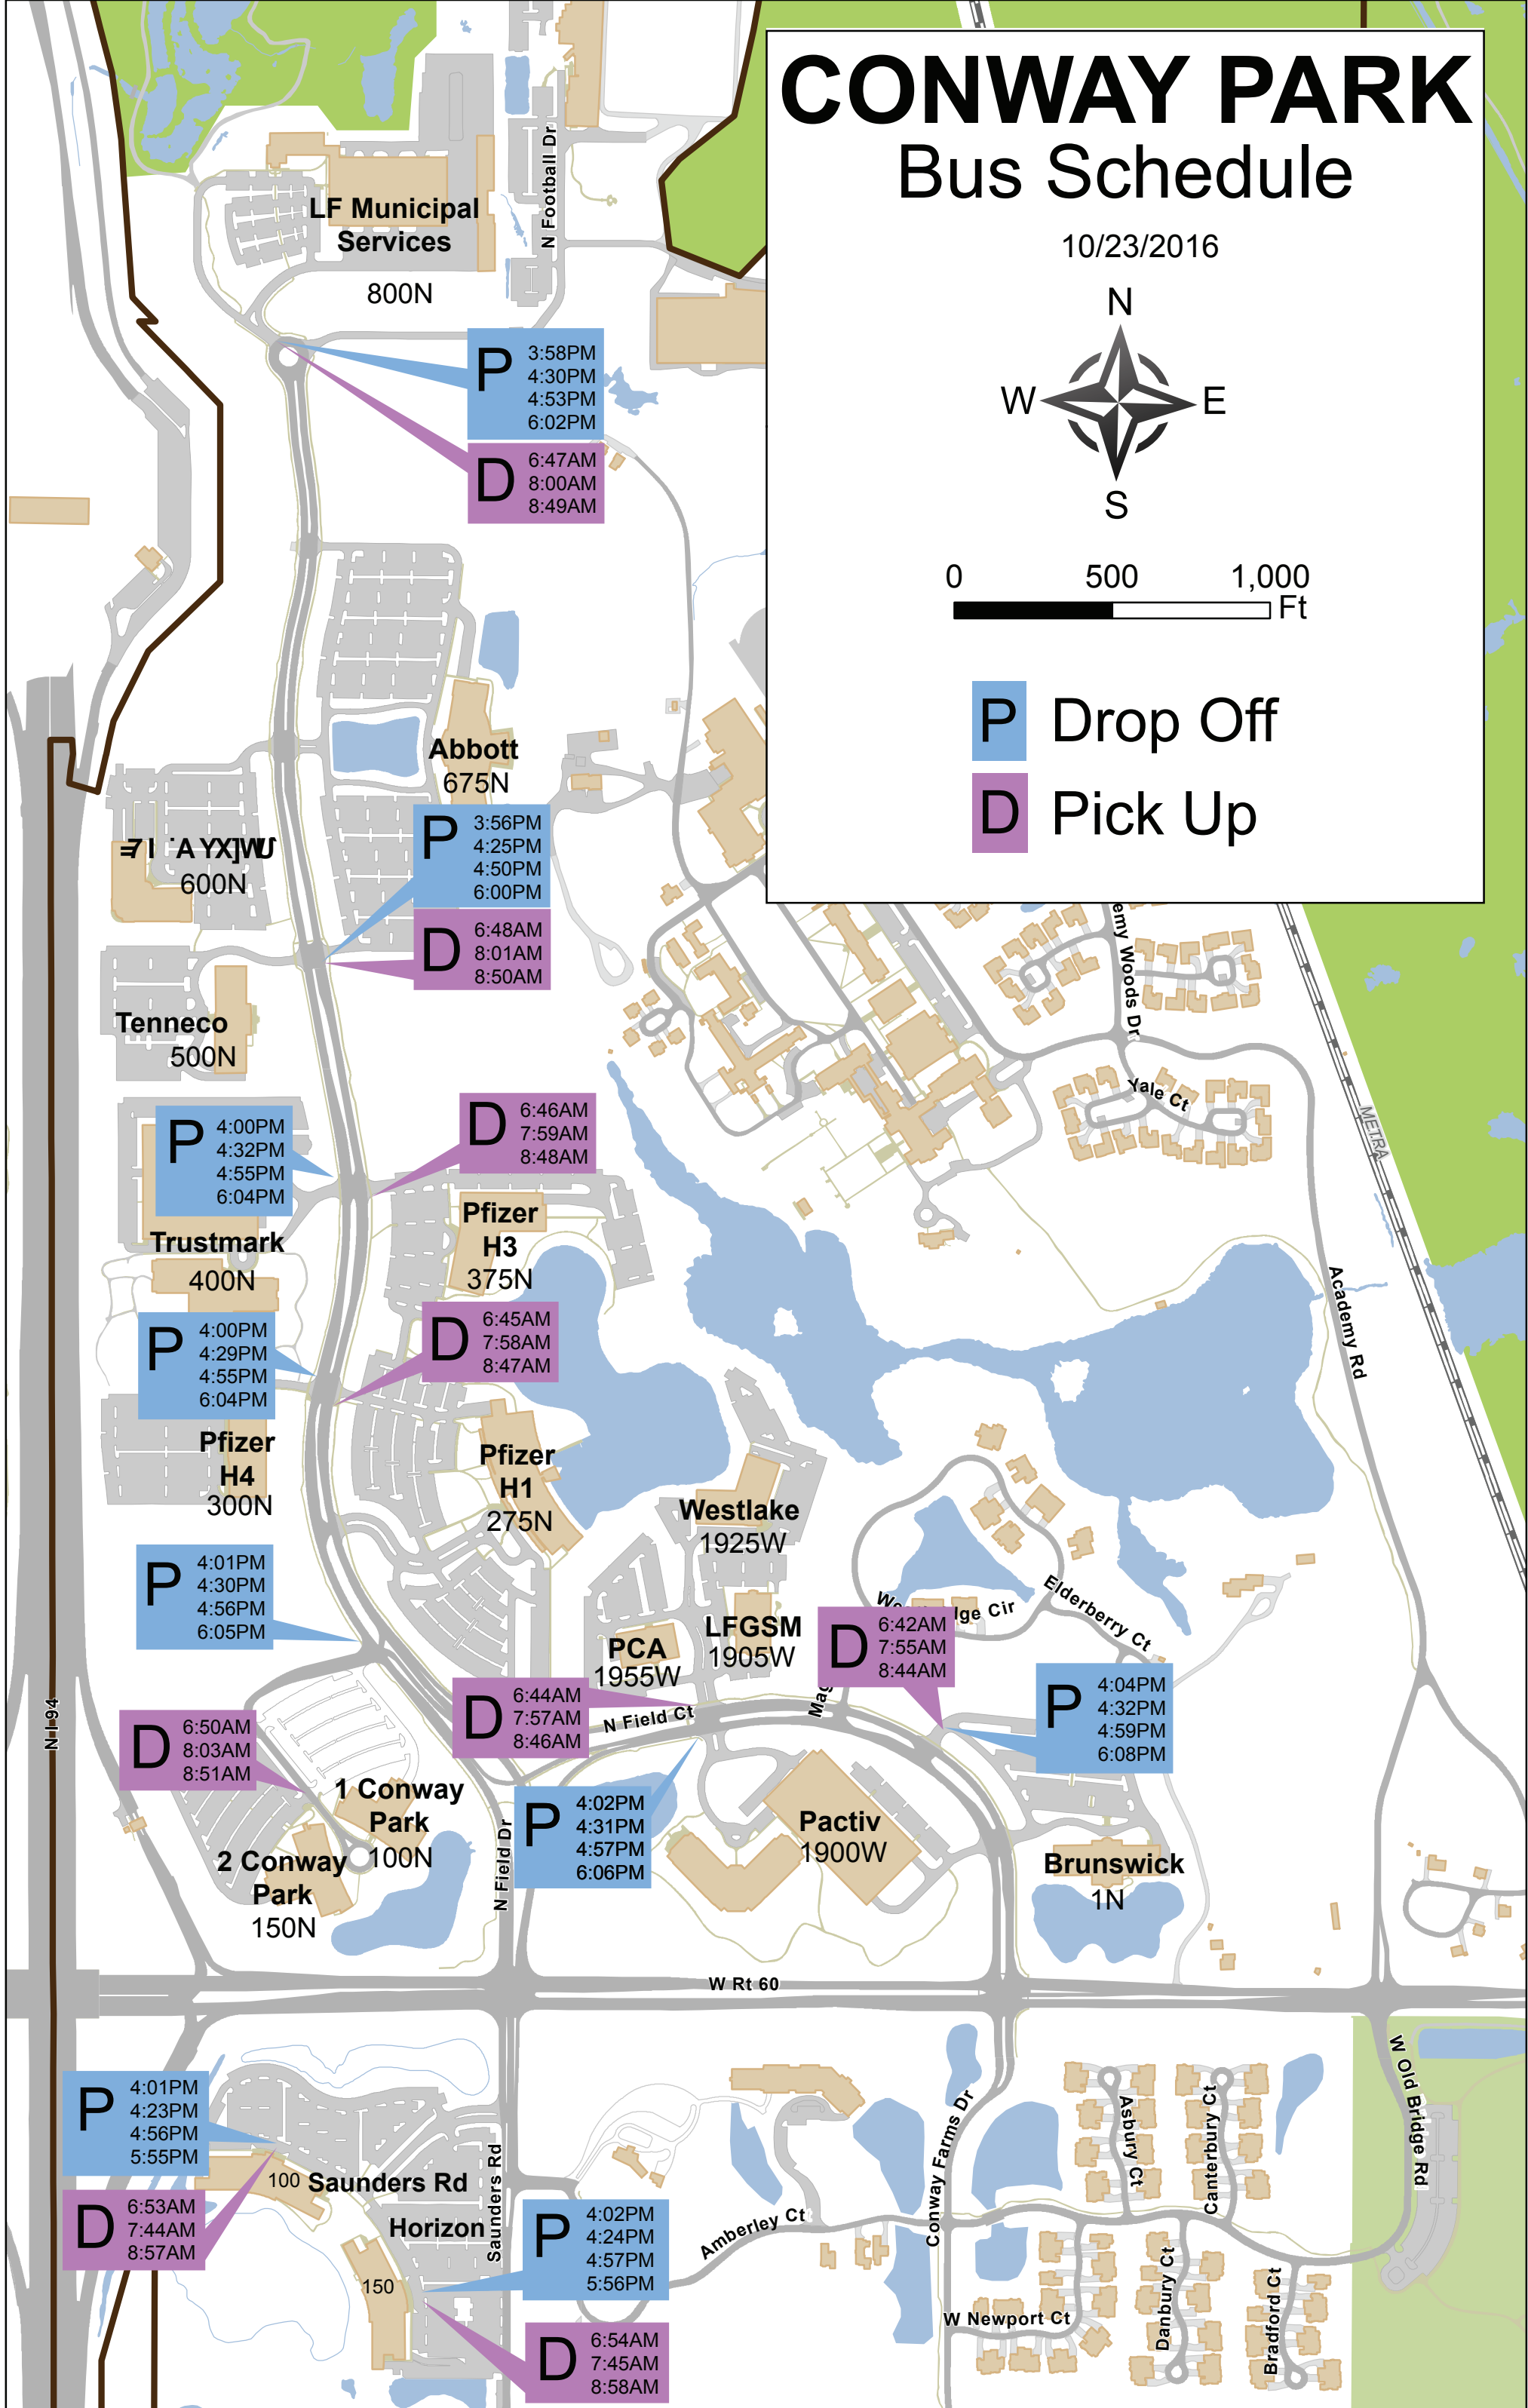 CONWAY PARK
Bus Schedule
10/23/2016
N
W
E
S
0 500 1,000
Ft
P Drop Off
D Pick Up
N Football Dr
LF Municipal
Services
800N
P
3:58PM
4:30PM
4:53PM
6:02PM
D
6:47AM
8:00AM
8:49AM
Abbott
675N
P
3:56PM
4:25PM
4:50PM
6:00PM
D
6:48AM
8:01AM
8:50AM
600N
Tenneco
500N
emy Woods Dr
Yale Ct
METRA
Academy Rd
P
4:00PM
4:32PM
4:55PM
6:04PM
D
6:46AM
7:59AM
8:48AM
Trustmark
400N
Pfizer
H3
375N
P
4:00PM
4:29PM
4:55PM
6:04PM
D
6:45AM
7:58AM
8:47AM
Pfizer
H4
300N
Pfizer
H1
275N
Westlake
1925W
P
4:01PM
4:30PM
4:56PM
6:05PM
PCA
1955W
LFGSM
1905W
lge Cir
Elderberry Ct
D
6:42AM
7:55AM
8:44AM
P
4:04PM
4:32PM
4:59PM
6:08PM
N I 94
D
6:50AM
8:03AM
8:51AM
D
6:44AM
7:57AM
8:46AM
N Field Ct
Mag
1 Conway
Park
100N
2 Conway
Park
150N
N Field Dr
P
4:02PM
4:31PM
4:57PM
6:06PM
Pactiv
1900W
Brunswick
1N
W Rt 60
P
4:01PM
4:23PM
4:56PM
5:55PM
D
6:53AM
7:44AM
8:57AM
100
Saunders Rd
Horizon
150
Saunders Rd
P
4:02PM
4:24PM
4:57PM
5:56PM
D
6:54AM
7:45AM
8:58AM
Amberley Ct
Conway Farms Dr
Asbury Ct
Canterbury Ct
W Old Bridge Rd
W Newport Ct
Danbury Ct
Bradford Ct